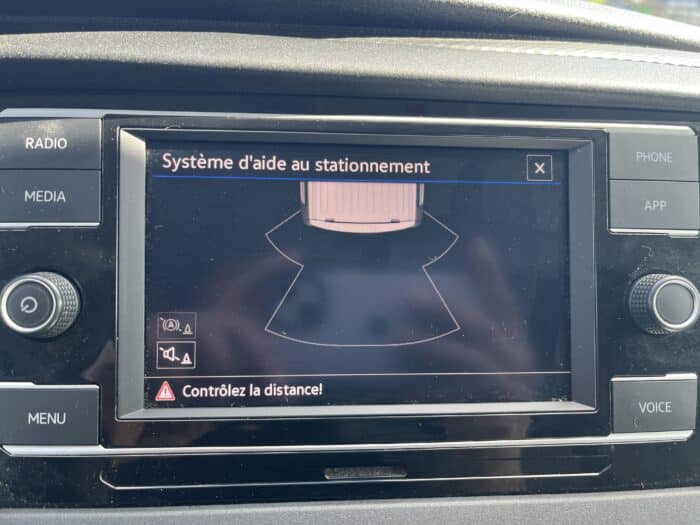 RADIO
MEDIA
MENU
Système d'aide au stationnement
X
(A)
Contrôlez la distance!
PHONE
APP
VOICE